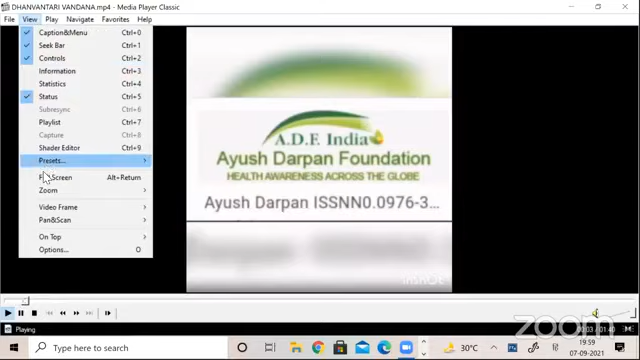 DHANVANTARI VANDANA.mp4 - Media Player Classic
File View Play Navigate Favorites Help
Caption&Menu Ctrl+0
Seek Bar Ctrl+1
Controls Ctrl+2
Information Ctrl+3
Statistics Ctrl+4
Status Ctrl+5
Subresync Ctrl+6
Playlist Ctrl+7
Capture Ctrl+8
Shader Editor Ctrl+9
Presets...
Screen Alt+Return
Zoom
Video Frame
Pan&Scan
On Top
Options... O
A.D.F. India
Ayush Darpan Foundation
HEALTH AWARENESS ACROSS THE GLOBE
Ayush Darpan ISSNN0.0976-3...
Playing
00:03 / 01:40
zoom
Type here to search
30°C
19:59
07-09-2021